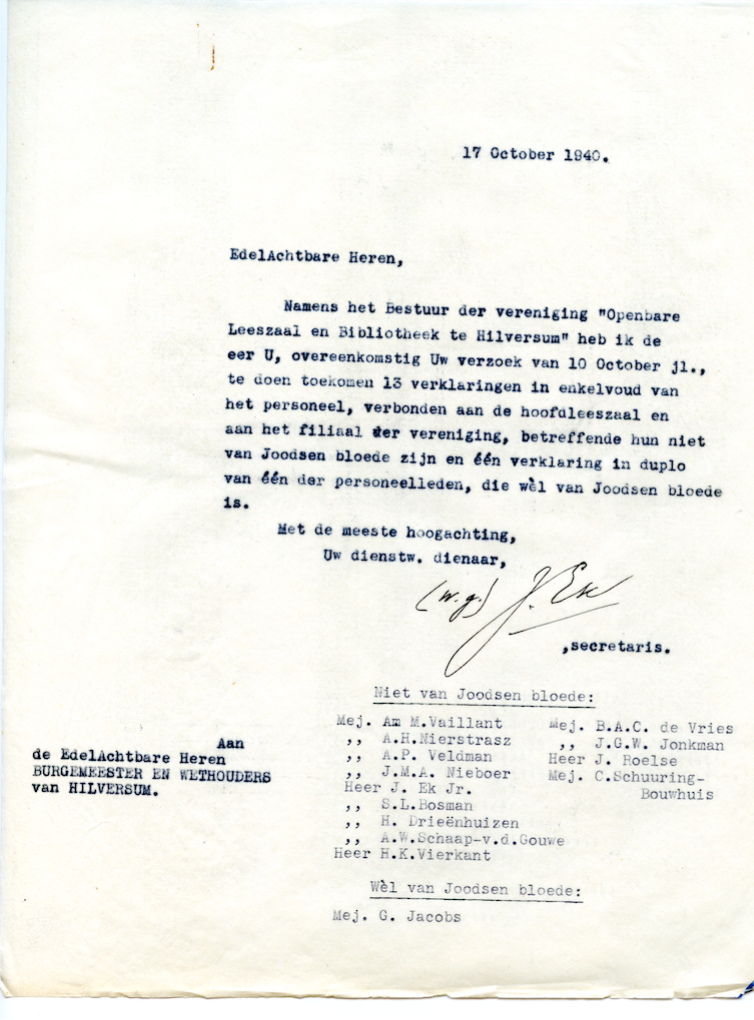 17 October 1940.
EdelAchtbare Heren,
Namens het Bestuur der vereniging "Openbare
Leeszaal en Bibliotheek te Hilversum" heb ik de
eer U, overeenkomstig Uw verzoek van 10 October jl.,
te doen toekomen 13 verklaringen in enkelvoud van
het personeel, verbonden aan de hoofdleeszaal en
aan het filiaal der vereniging, betreffende hun niet
van Joodsen bloede zijn en één verklaring in duplo
van één der personeelleden, die wèl van Joodsen bloede
is.
Met de meeste hoogachting,
Uw dienstw. dienaar,
(w.g.) J. Ek
,secretaris.
Aan
de EdelAchtbare Heren
BURGEMEESTER EN WETHOUDERS
van HILVERSUM.
Niet van Joodsen bloede:
Mej. Am M.Vaillant
,, A.H.Nierstrasz
,, A.P. Veldman
,, J.M.A. Nieboer
Heer J. Ek Jr.
,, S.L.Bosman
,, H. Drieënhuizen
,, A.W.Schaap-v.d.Gouwe
Heer H.K.Vierkant
Mej. B.A.C. de Vries
,, J.G.W. Jonkman
Heer J. Roelse
Mej. C.Schuuring-
Bouwhuis
Wèl van Joodsen bloede:
Mej. G. Jacobs